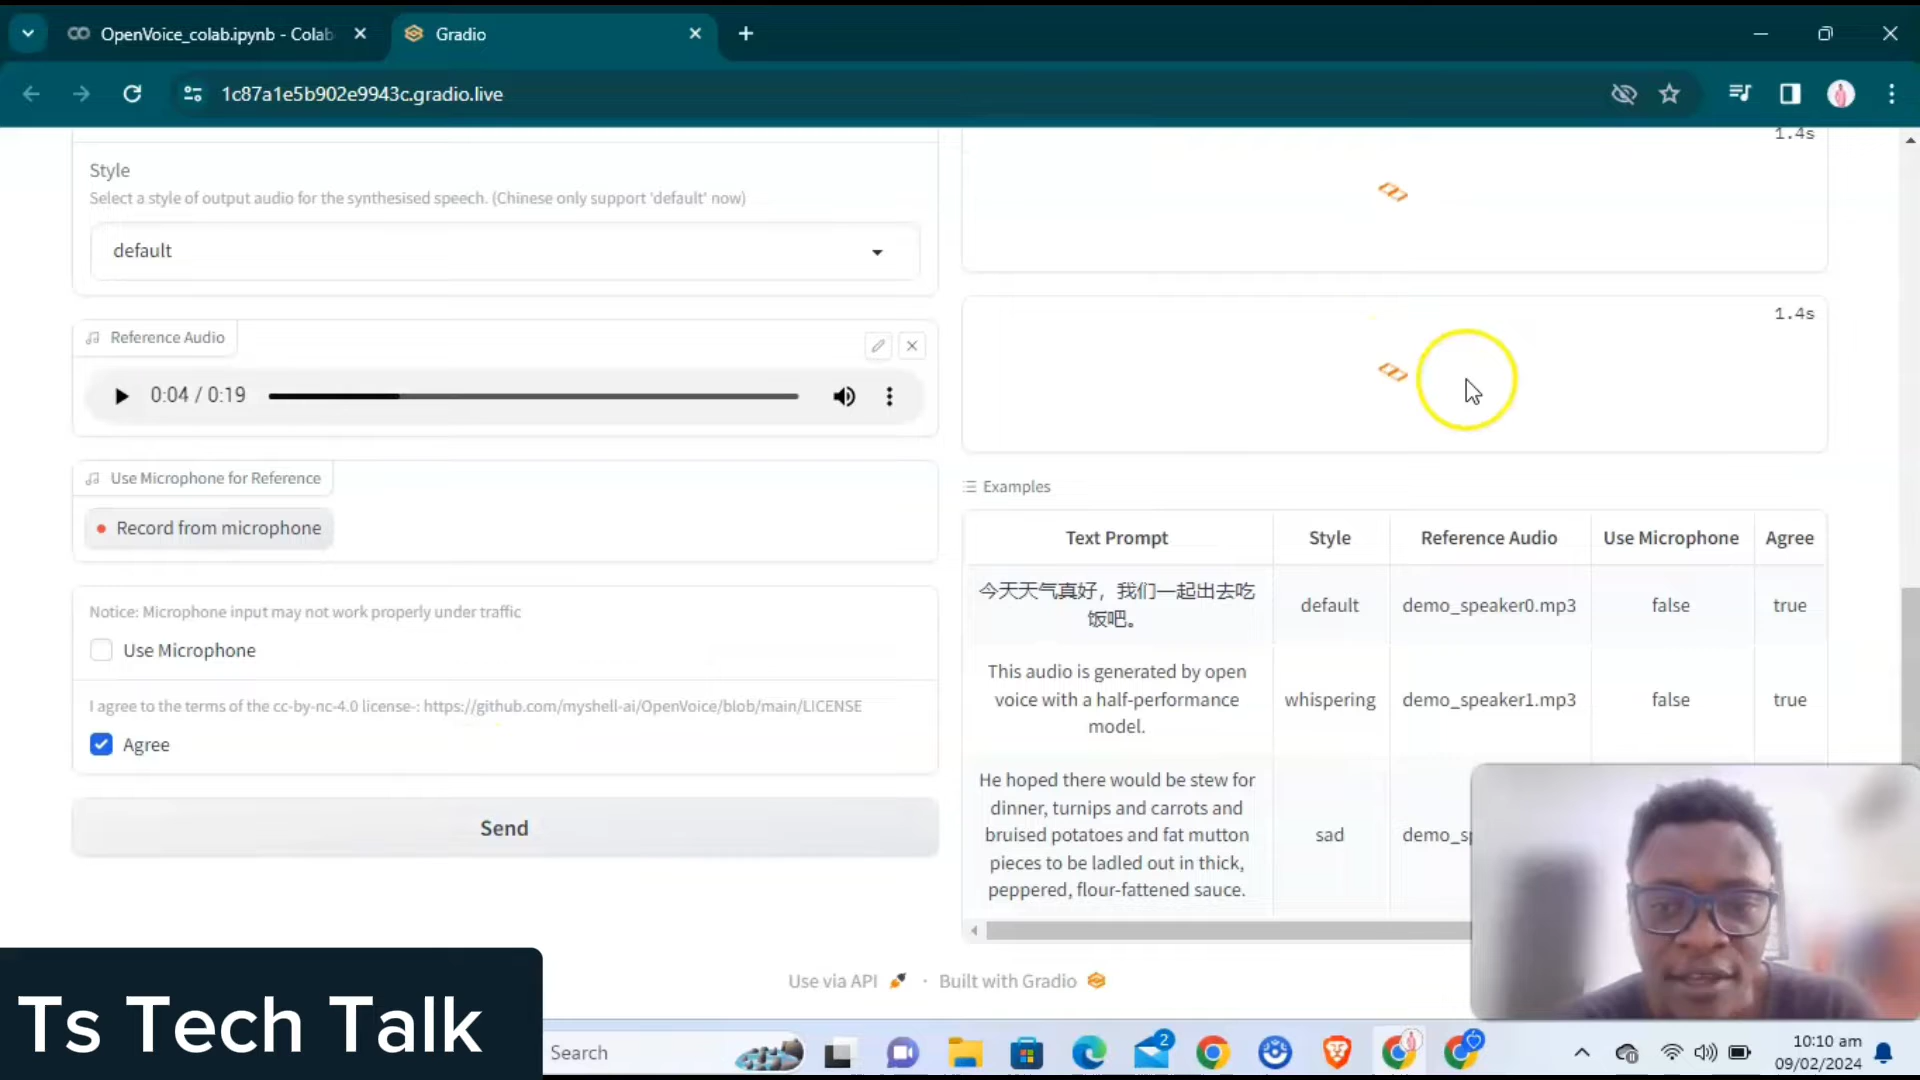 OpenVoice_colab.ipynb - Colab
Gradio
1c87a1e5b902e9943c.gradio.live
1.4s
Style
Select a style of output audio for the synthesised speech. (Chinese only support 'default' now)
default
Reference Audio
0:04 / 0:19
1.4s
Use Microphone for Reference
Record from microphone
Notice: Microphone input may not work properly under traffic
Use Microphone
I agree to the terms of the cc-by-nc-4.0 license-: https://github.com/myshell-ai/OpenVoice/blob/main/LICENSE
Agree
Send
Examples
Text Prompt Style Reference Audio Use Microphone Agree
今天天气真好，我们一起出去吃
饭吧。
default demo_speaker0.mp3 false true
This audio is generated by open
voice with a half-performance
model.
whispering demo_speaker1.mp3 false true
He hoped there would be stew for
dinner, turnips and carrots and
bruised potatoes and fat mutton
pieces to be ladled out in thick,
peppered, flour-fattened sauce.
sad demo_sp
Use via API · Built with Gradio
Ts Tech Talk
Search
2
10:10 am
09/02/2024